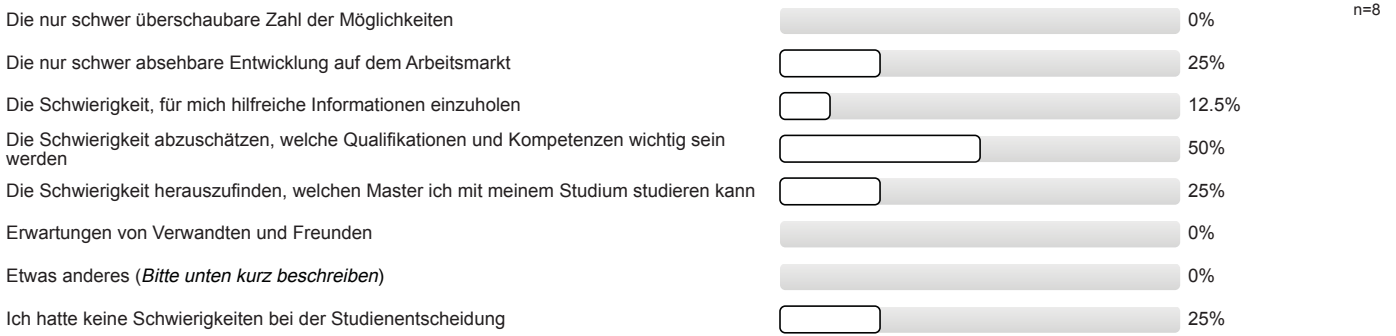 Die nur schwer überschaubare Zahl der Möglichkeiten 0% n=8
Die nur schwer absehbare Entwicklung auf dem Arbeitsmarkt 25%
Die Schwierigkeit, für mich hilfreiche Informationen einzuholen 12.5%
Die Schwierigkeit abzuschätzen, welche Qualifikationen und Kompetenzen wichtig sein
werden 50%
Die Schwierigkeit herauszufinden, welchen Master ich mit meinem Studium studieren kann 25%
Erwartungen von Verwandten und Freunden 0%
Etwas anderes (Bitte unten kurz beschreiben) 0%
Ich hatte keine Schwierigkeiten bei der Studienentscheidung 25%